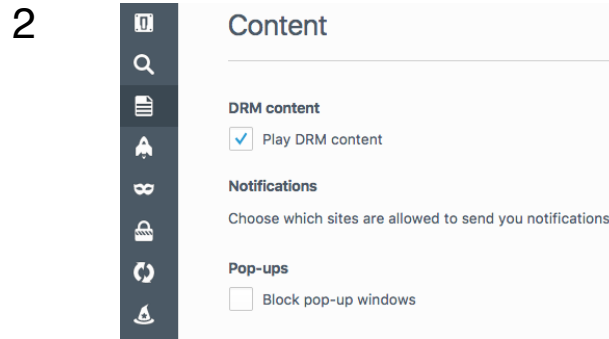 2
Content
DRM content
Play DRM content
Notifications
Choose which sites are allowed to send you notifications
Pop-ups
Block pop-up windows